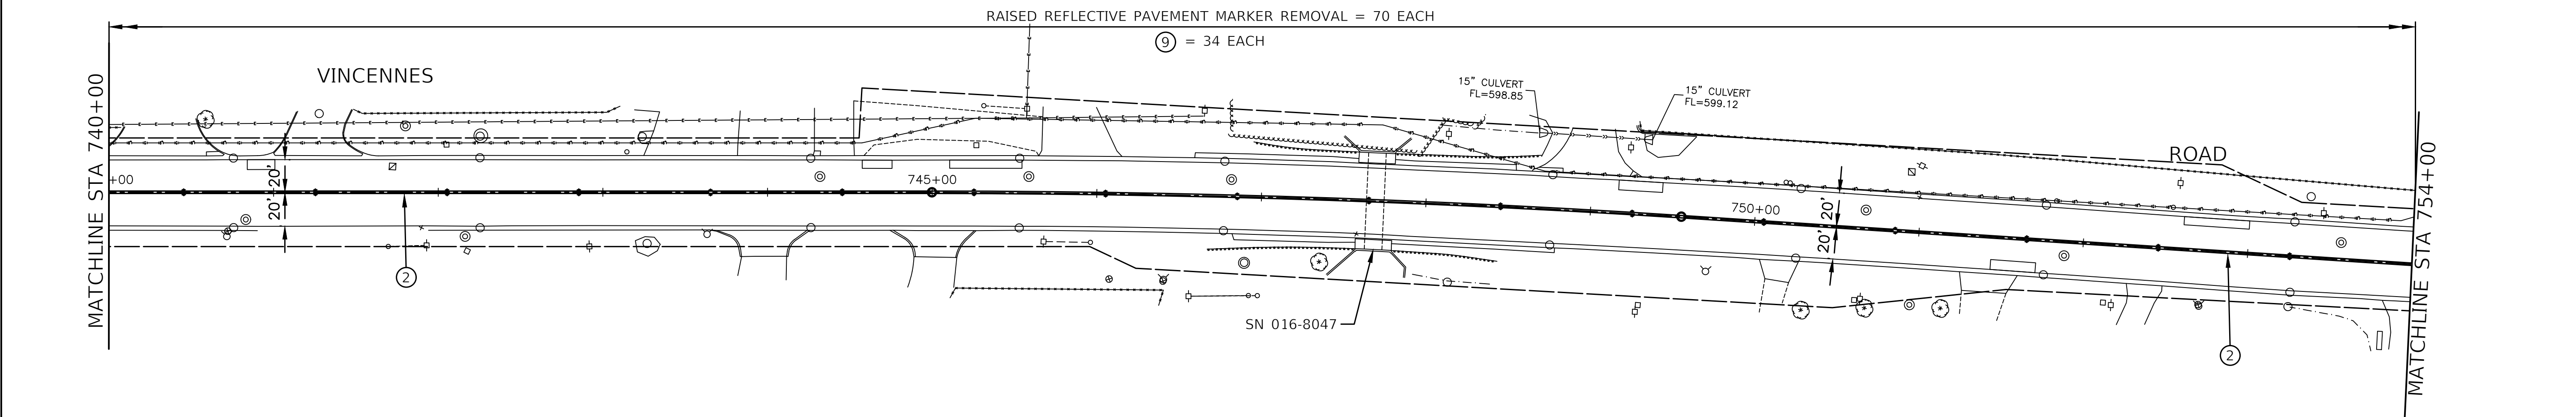 RAISED REFLECTIVE PAVEMENT MARKER REMOVAL = 70 EACH
9 = 34 EACH
VINCENNES
15" CULVERT
FL=598.85
15" CULVERT
FL=599.12
ROAD
MATCHLINE STA 740+00
MATCHLINE STA 754+00
+00
20'
20'
745+00
750+00
20'
20'
2
SN 016-8047
2